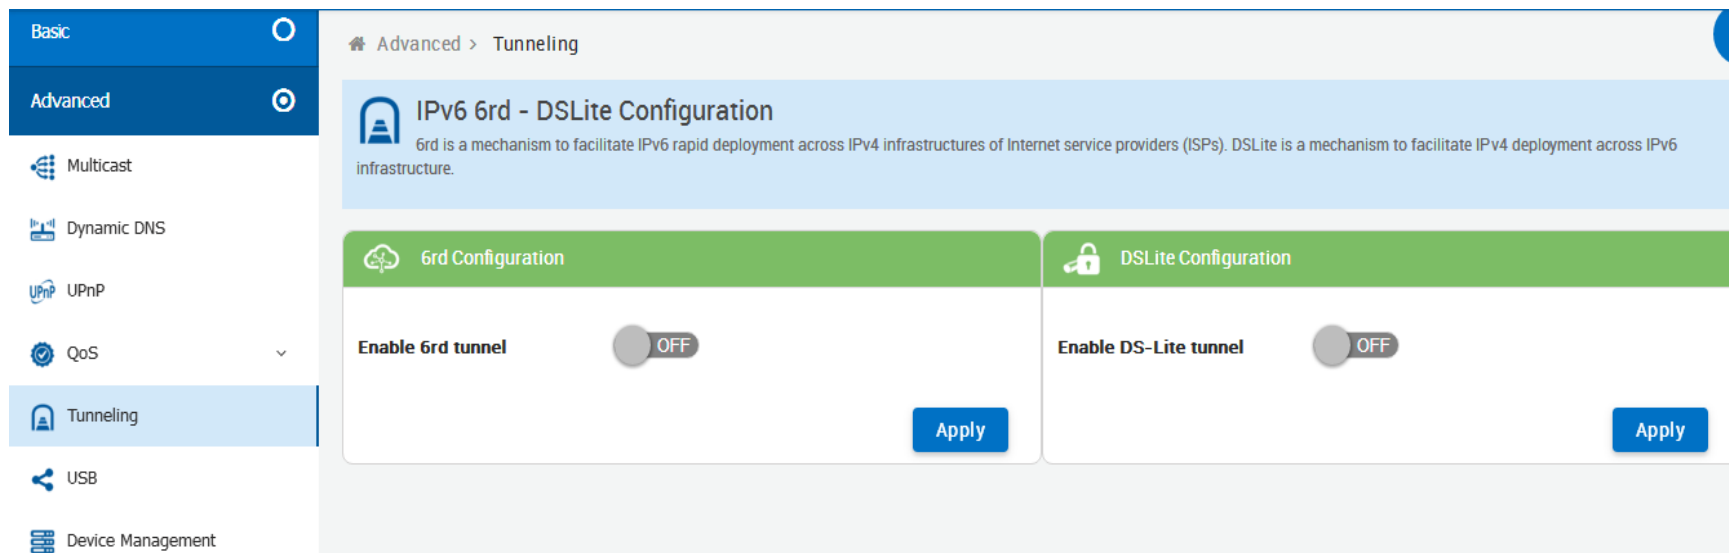 Basic
Advanced
Multicast
Dynamic DNS
UPnP UPnP
QoS
Tunneling
USB
Device Management
Advanced > Tunneling
IPv6 6rd - DSLite Configuration
6rd is a mechanism to facilitate IPv6 rapid deployment across IPv4 infrastructures of Internet service providers (ISPs). DSLite is a mechanism to facilitate IPv4 deployment across IPv6
infrastructure.
6rd Configuration
Enable 6rd tunnel OFF
Apply
DSLite Configuration
Enable DS-Lite tunnel OFF
Apply